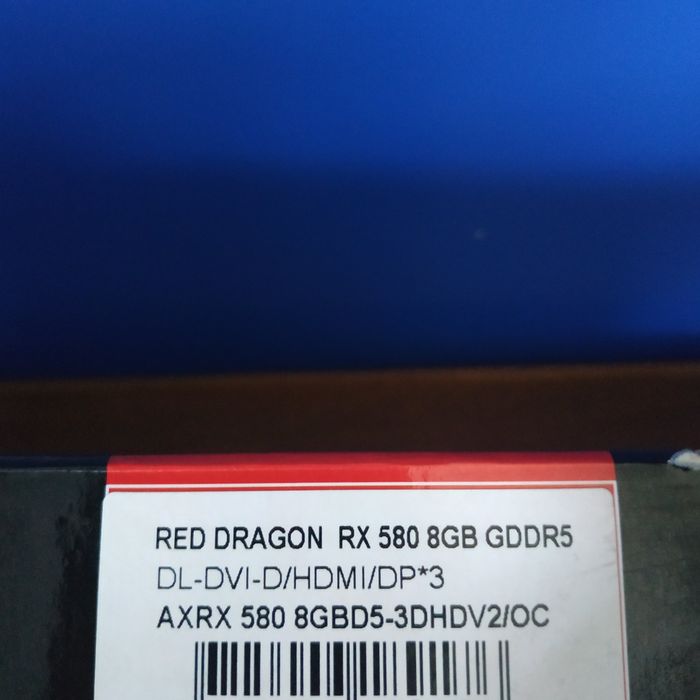 RED DRAGON RX 580 8GB GDDR5
DL-DVI-D/HDMI/DP*3
AXRX 580 8GBD5-3DHDV2/OC